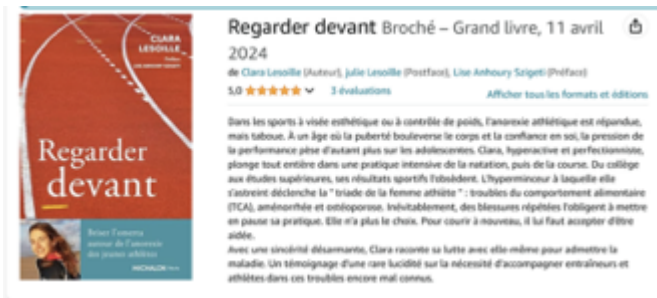 CLARA
LESOILLE
Préface
LISE ANHOURY SZIGETI
Regarder
devant
Briser l'omerta
autour de l'anorexie
des jeunes athlètes
MICHALON
Regarder devant Broché – Grand livre, 11 avril
2024
de Clara Lesoille (Auteur), julie Lesoille (Postface), Lise Anhoury Szigeti (Préface)
5,0 3 évaluations
Afficher tous les formats et éditions
Dans les sports à visée esthétique ou à contrôle de poids, l'anorexie athlétique est répandue,
mais taboue. À un âge où la puberté bouleverse le corps et la confiance en soi, la pression de
la performance pèse d'autant plus sur les adolescentes. Clara, hyperactive et perfectionniste,
plonge tout entière dans une pratique intensive de la natation, puis de la course. Du collège
aux études supérieures, ses résultats sportifs l'obsèdent. L'hyperminceur à laquelle elle
s'astreint déclenche la " triade de la femme athlète " : troubles du comportement alimentaire
(TCA), aménorrhée et ostéoporose. Inévitablement, des blessures répétées l'obligent à mettre
en pause sa pratique. Elle n'a plus le choix. Pour courir à nouveau, il lui faut accepter d'être
aidée.
Avec une sincérité désarmante, Clara raconte sa lutte avec elle-même pour admettre la
maladie. Un témoignage d'une rare lucidité sur la nécessité d'accompagner entraîneurs et
athlètes dans ces troubles encore mal connus.